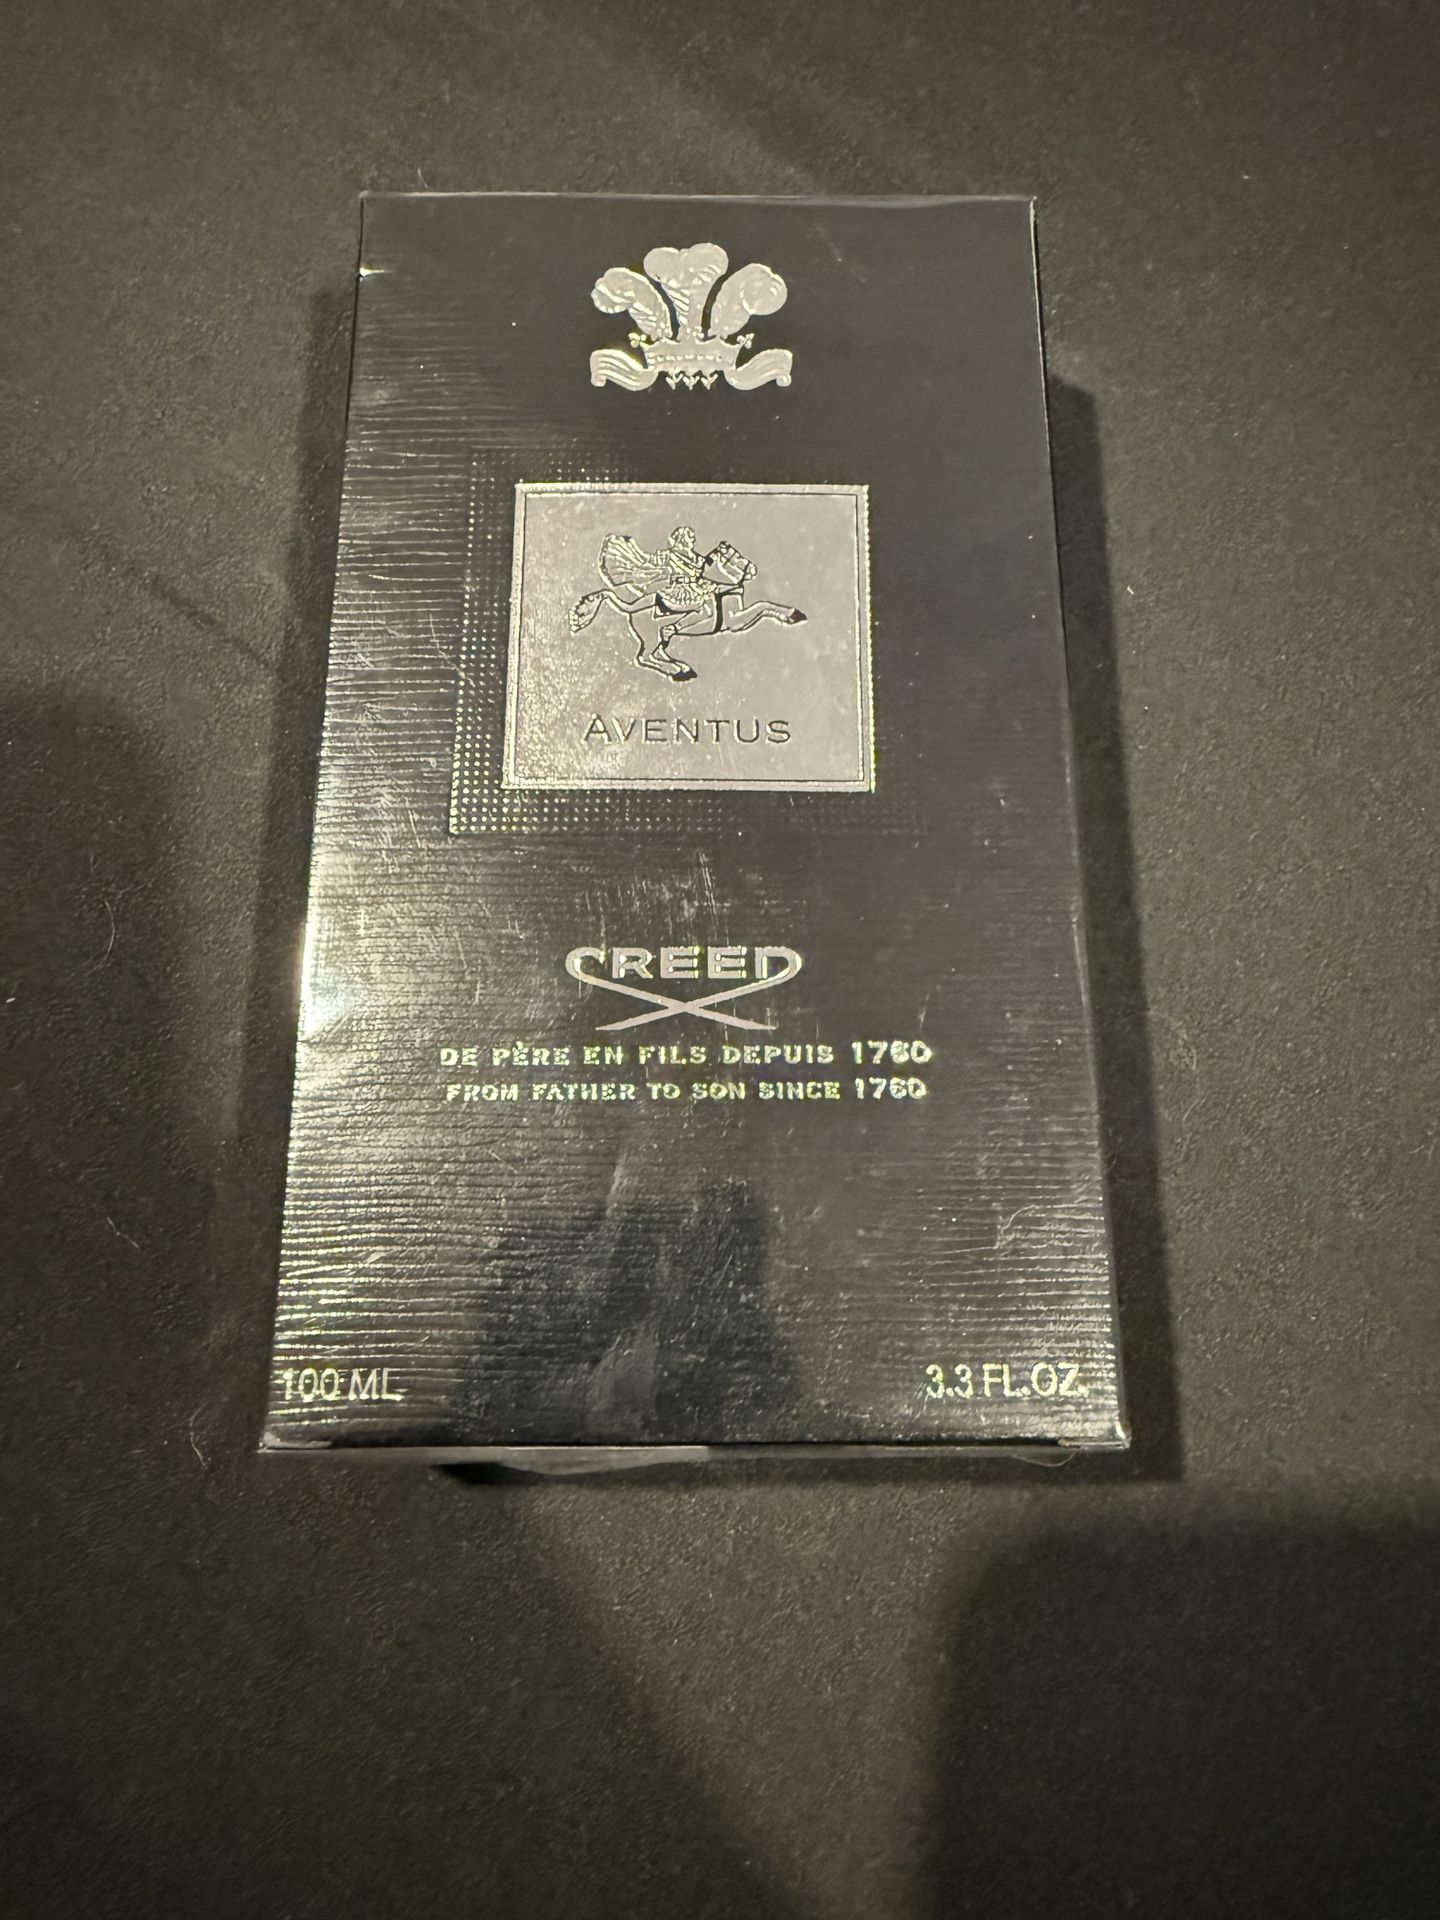 AVENTUS
CREED
DE PÈRE EN FILS DEPUIS 1760
FROM FATHER TO SON SINCE 1760
100 ML
3.3 FL.OZ.